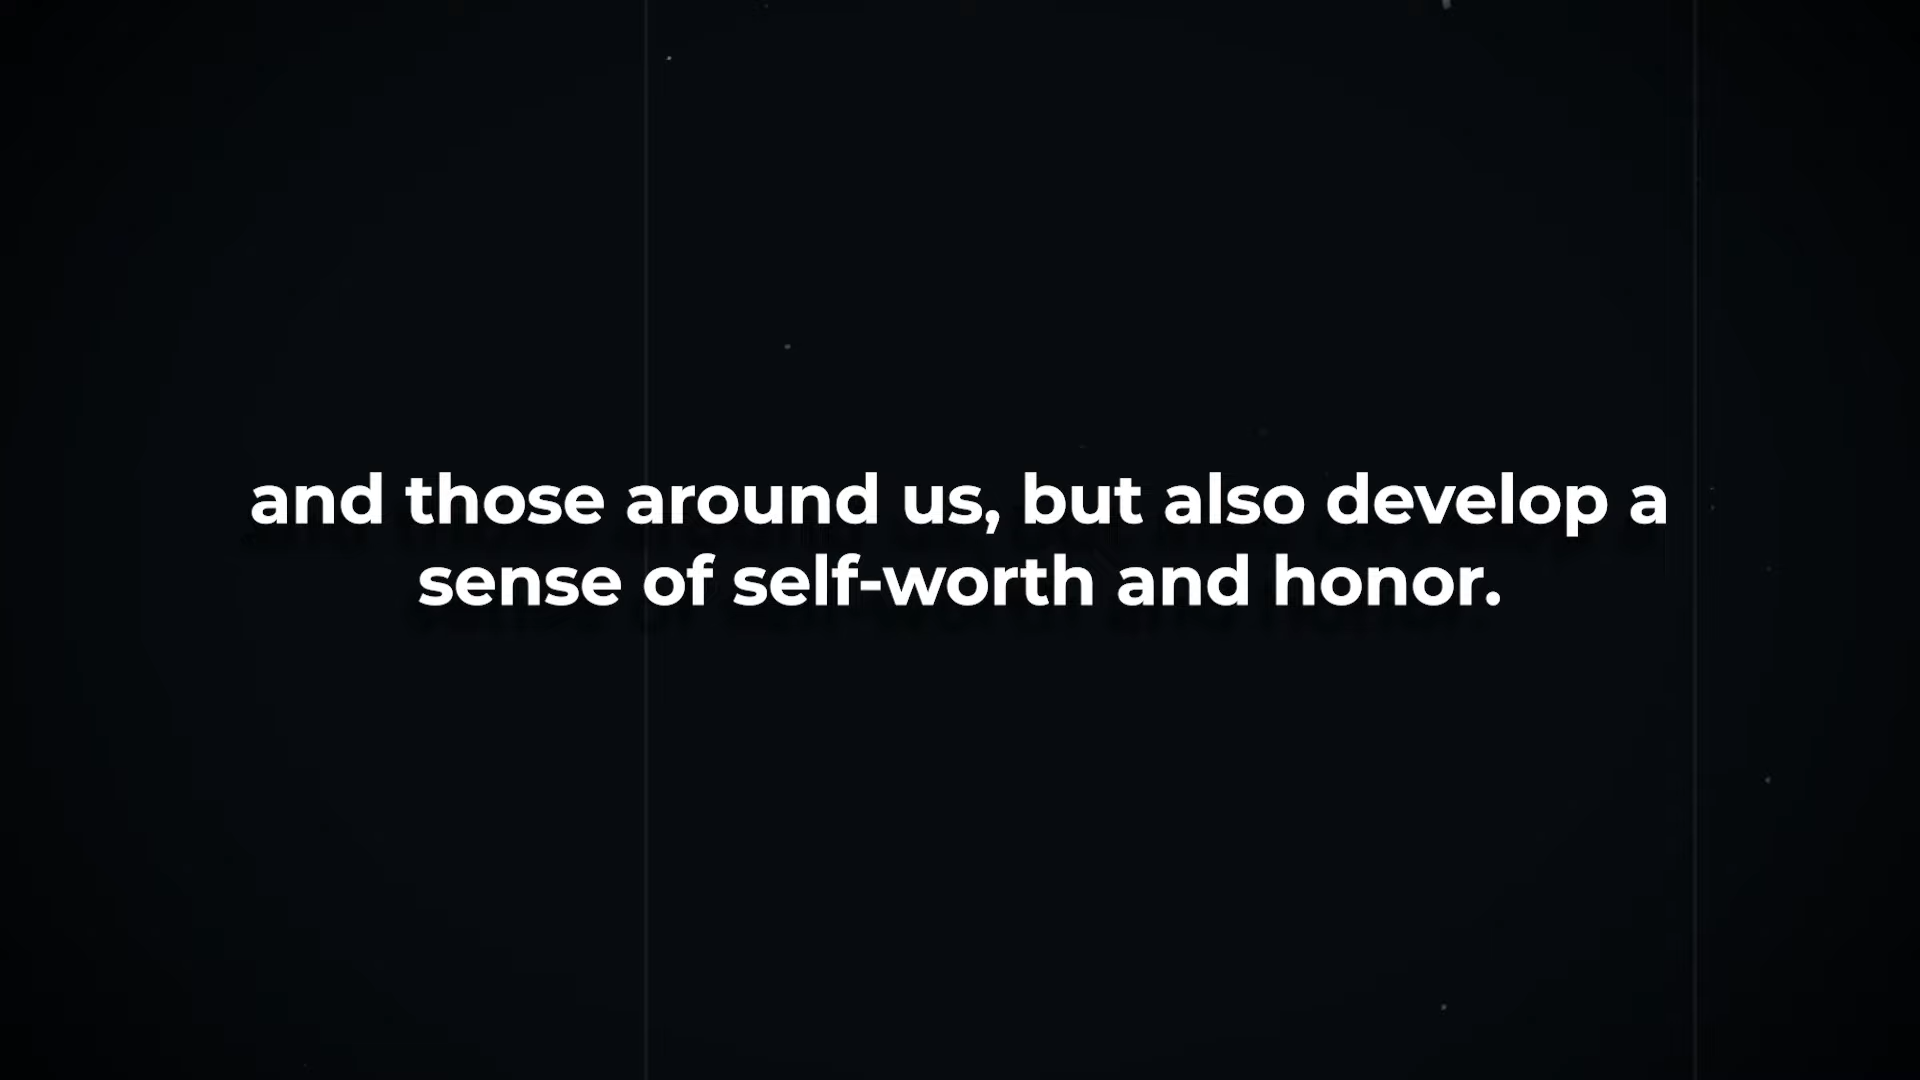 and those around us, but also develop a
sense of self-worth and honor.